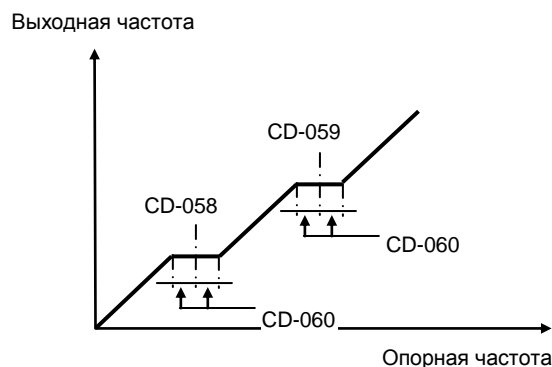 Выходная частота
CD-059
CD-058
CD-060
CD-060
Опорная частота